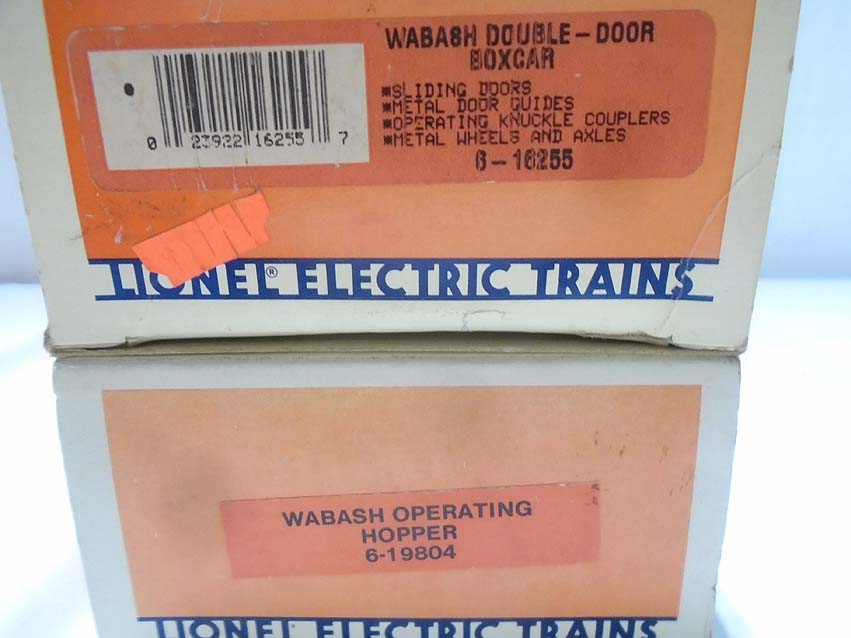 WABASH DOUBLE-DOOR
BOXCAR
*SLIDING DOORS
*METAL DOOR GUIDES
*OPERATING KNUCKLE COUPLERS
*METAL WHEELS AND AXLES
6-16255
0 23922 16255 7
LIONEL® ELECTRIC TRAINS
WABASH OPERATING
HOPPER
6-19804
LIONEL ELECTRIC TRAINS